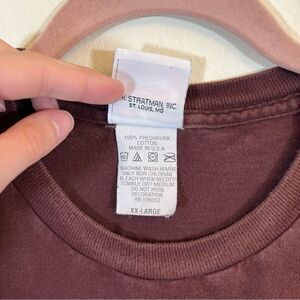 STRATMAN, INC.
ST. LOUIS, MO
100% PRESHRUNK
COTTON
MADE IN U.S.A.
MACHINE WASH WARM
ONLY NON CHLORINE
BLEACH WHEN NEEDED
TUMBLE DRY MEDIUM
DO NOT IRON
DECORATION
RN 105033
XX-LARGE